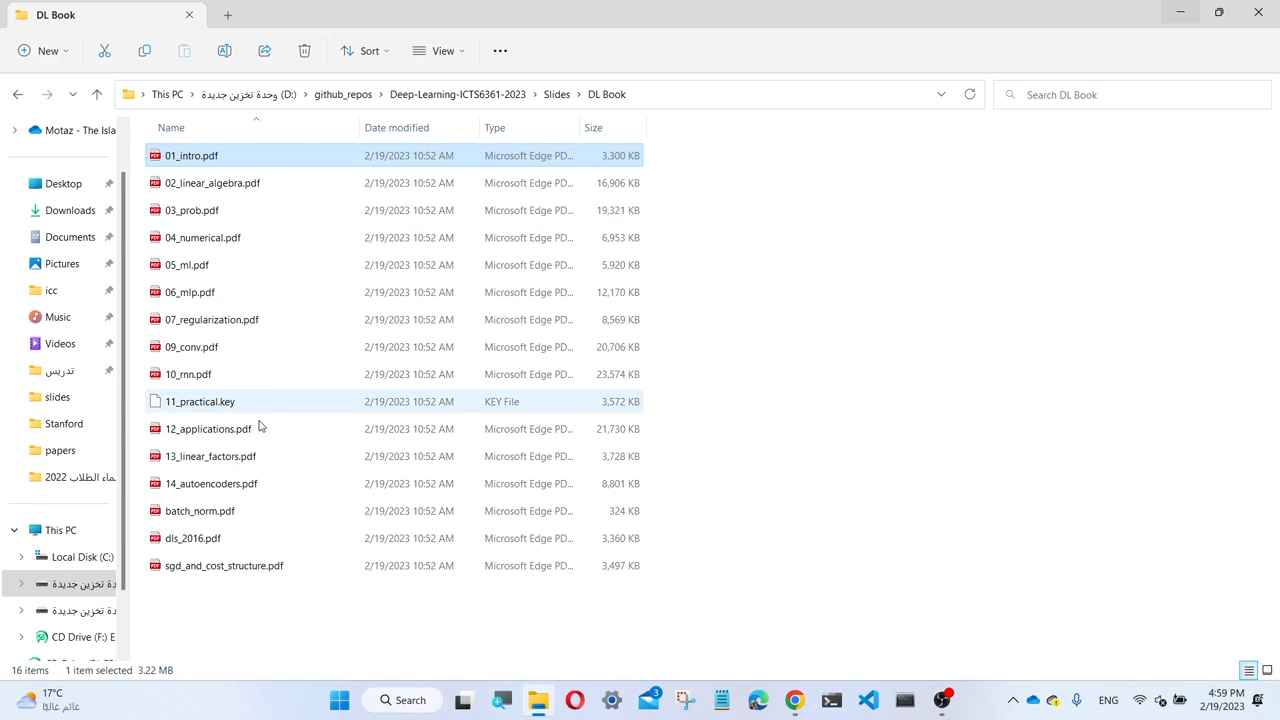 DL Book
New
Sort
View
This PC
وحدة تخزين جديدة (D:)
github_repos
Deep-Learning-ICTS6361-2023
Slides
DL Book
Search DL Book
Motaz - The Isla
Desktop
Downloads
Documents
Pictures
icc
Music
Videos
تدريس
slides
Stanford
papers
ماء الطلاب 2022
This PC
Local Disk (C:)
دة تخزين جديدة
دة تخزين جديدة
CD Drive (F:) E
Name Date modified Type Size
01_intro.pdf 2/19/2023 10:52 AM Microsoft Edge PD... 3,300 KB
02_linear_algebra.pdf 2/19/2023 10:52 AM Microsoft Edge PD... 16,906 KB
03_prob.pdf 2/19/2023 10:52 AM Microsoft Edge PD... 19,321 KB
04_numerical.pdf 2/19/2023 10:52 AM Microsoft Edge PD... 6,953 KB
05_ml.pdf 2/19/2023 10:52 AM Microsoft Edge PD... 5,920 KB
06_mlp.pdf 2/19/2023 10:52 AM Microsoft Edge PD... 12,170 KB
07_regularization.pdf 2/19/2023 10:52 AM Microsoft Edge PD... 8,569 KB
09_conv.pdf 2/19/2023 10:52 AM Microsoft Edge PD... 20,706 KB
10_rnn.pdf 2/19/2023 10:52 AM Microsoft Edge PD... 23,574 KB
11_practical.key 2/19/2023 10:52 AM KEY File 3,572 KB
12_applications.pdf 2/19/2023 10:52 AM Microsoft Edge PD... 21,730 KB
13_linear_factors.pdf 2/19/2023 10:52 AM Microsoft Edge PD... 3,728 KB
14_autoencoders.pdf 2/19/2023 10:52 AM Microsoft Edge PD... 8,801 KB
batch_norm.pdf 2/19/2023 10:52 AM Microsoft Edge PD... 324 KB
dls_2016.pdf 2/19/2023 10:52 AM Microsoft Edge PD... 3,360 KB
sgd_and_cost_structure.pdf 2/19/2023 10:52 AM Microsoft Edge PD... 3,497 KB
16 items 1 item selected 3.22 MB
17°C
غائم غالبًا
Search
3
ENG
4:59 PM
2/19/2023